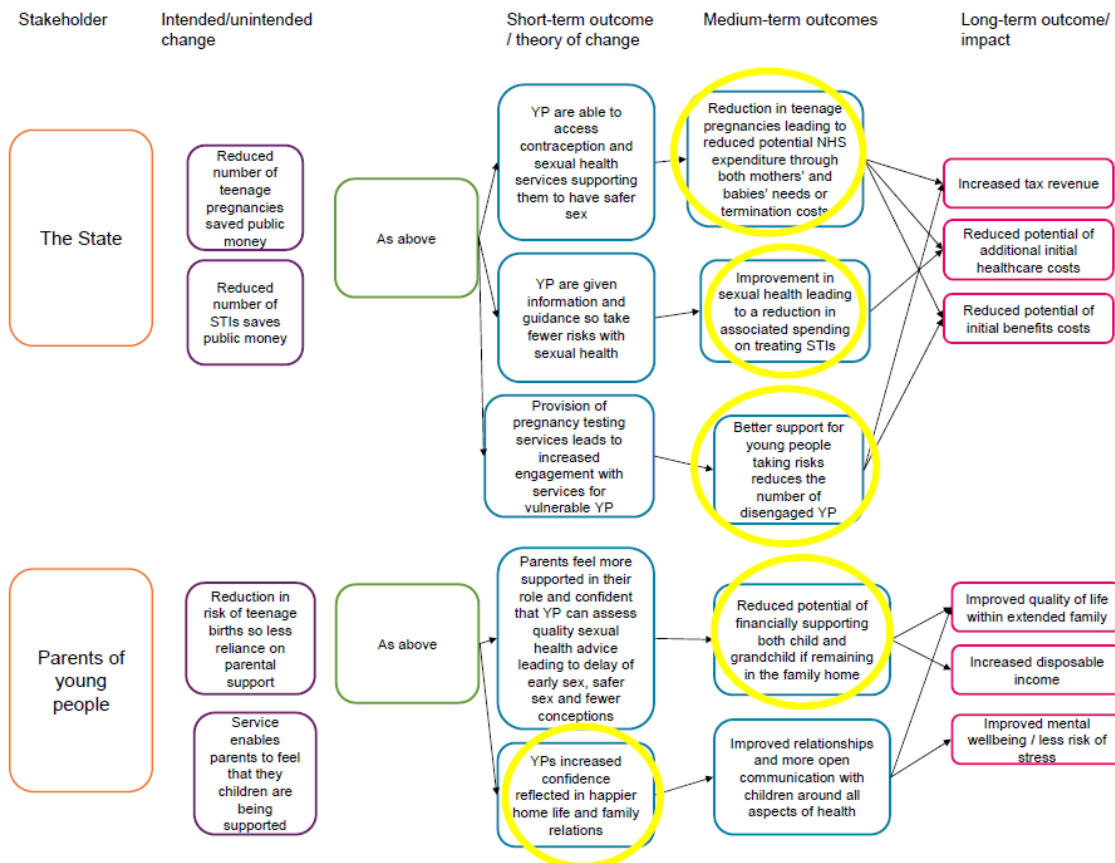 Stakeholder
Intended/unintended
change
Short-term outcome
/ theory of change
Medium-term outcomes
Long-term outcome/
impact
The State
Reduced
number of
teenage
pregnancies
saved public
money
Reduced
number of
STIs saves
public money
As above
YP are able to
access
contraception and
sexual health
services supporting
them to have safer
sex
YP are given
information and
guidance so take
fewer risks with
sexual health
Provision of
pregnancy testing
services leads to
increased
engagement with
services for
vulnerable YP
Reduction in teenage
pregnancies leading to
reduced potential NHS
expenditure through
both mothers' and
babies' needs or
termination costs
Improvement in
sexual health leading
to a reduction in
associated spending
on treating STIs
Better support for
young people
taking risks
reduces the
number of
disengaged YP
Increased tax revenue
Reduced potential of
additional initial
healthcare costs
Reduced potential of
initial benefits costs
Parents of
young
people
Reduction in
risk of teenage
births so less
reliance on
parental
support
Service
enables
parents to feel
that they
children are
being
supported
As above
Parents feel more
supported in their
role and confident
that YP can assess
quality sexual
health advice
leading to delay of
early sex, safer
sex and fewer
conceptions
YPs increased
confidence
reflected in happier
home life and family
relations
Reduced potential of
financially supporting
both child and
grandchild if remaining
in the family home
Improved relationships
and more open
communication with
children around all
aspects of health
Improved quality of life
within extended family
Increased disposable
income
Improved mental
wellbeing / less risk of
stress